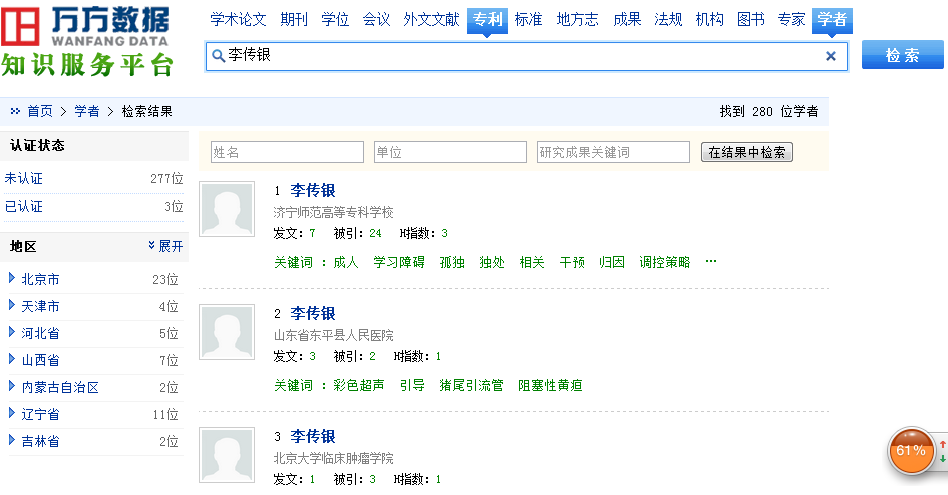 万方数据
WANFANG DATA
知识服务平台
学术论文 期刊 学位 会议 外文文献 专利 标准 地方志 成果 法规 机构 图书 专家 学者
李传银
检索
首页 > 学者 > 检索结果
找到 280 位学者
认证状态
未认证 277位
已认证 3位
地区 展开
北京市 23位
天津市 4位
河北省 5位
山西省 7位
内蒙古自治区 2位
辽宁省 11位
吉林省 2位
姓名 单位 研究成果关键词 在结果中检索
1 李传银
济宁师范高等专科学校
发文：7 被引：24 H指数：3
关键词 ：成人 学习障碍 孤独 独处 相关 干预 归因 调控策略 …
2 李传银
山东省东平县人民医院
发文：3 被引：2 H指数：1
关键词 ：彩色超声 引导 猪尾引流管 阻塞性黄疸
3 李传银
北京大学临床肿瘤学院
发文：1 被引：3 H指数：1
61%